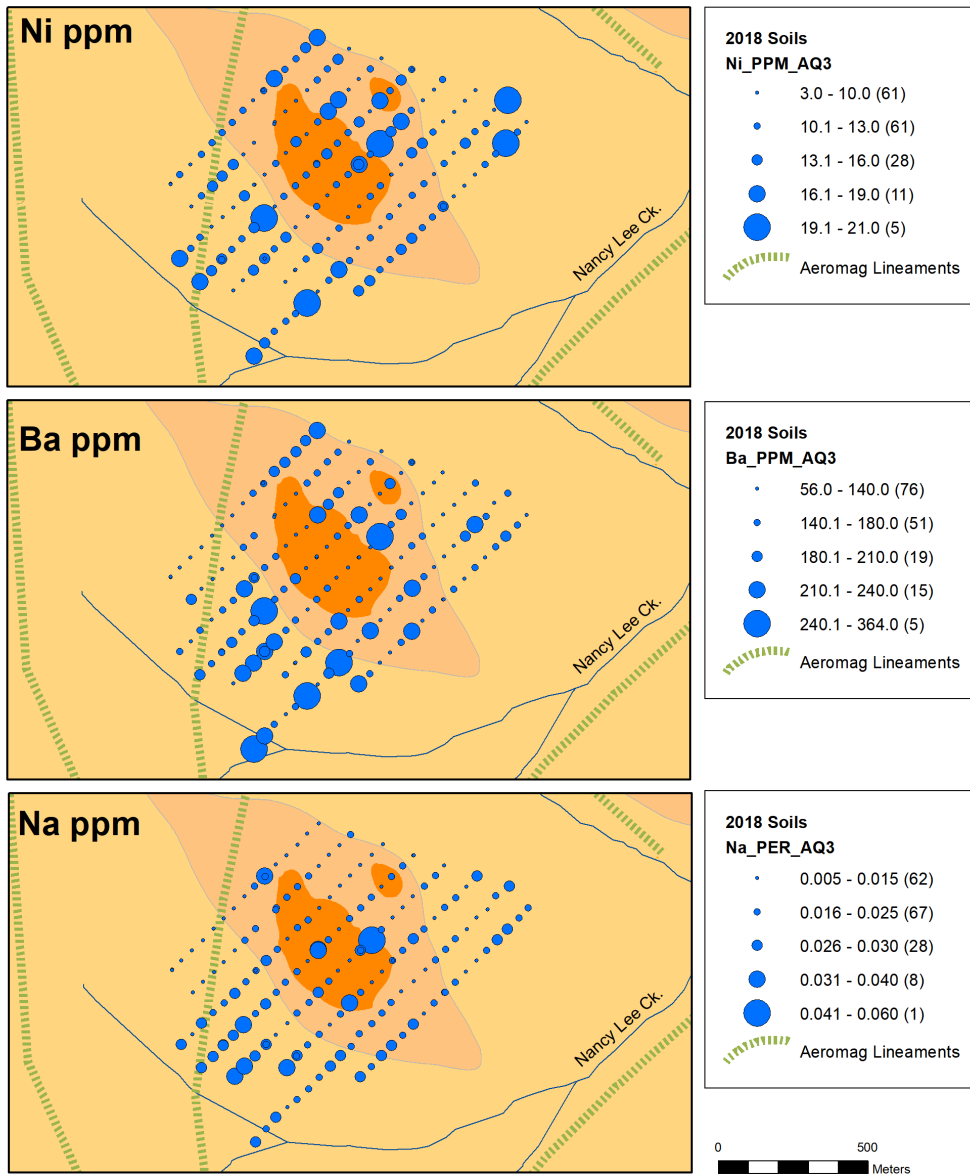 Ni ppm
Nancy Lee Ck.
2018 Soils
Ni_PPM_AQ3
3.0 - 10.0 (61)
10.1 - 13.0 (61)
13.1 - 16.0 (28)
16.1 - 19.0 (11)
19.1 - 21.0 (5)
Aeromag Lineaments
Ba ppm
Nancy Lee Ck.
2018 Soils
Ba_PPM_AQ3
56.0 - 140.0 (76)
140.1 - 180.0 (51)
180.1 - 210.0 (19)
210.1 - 240.0 (15)
240.1 - 364.0 (5)
Aeromag Lineaments
Na ppm
Nancy Lee Ck.
2018 Soils
Na_PER_AQ3
0.005 - 0.015 (62)
0.016 - 0.025 (67)
0.026 - 0.030 (28)
0.031 - 0.040 (8)
0.041 - 0.060 (1)
Aeromag Lineaments
0 500
Meters